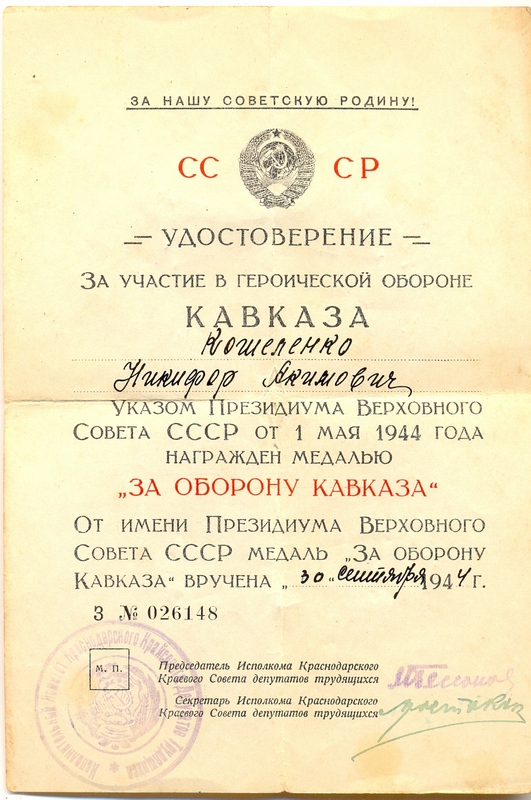 ЗА НАШУ СОВЕТСКУЮ РОДИНУ!
СС СР
УДОСТОВЕРЕНИЕ
ЗА УЧАСТИЕ В ГЕРОИЧЕСКОЙ ОБОРОНЕ
КАВКАЗА
Кошеленко
Никифор Акимович
УКАЗОМ ПРЕЗИДИУМА ВЕРХОВНОГО
СОВЕТА СССР ОТ 1 МАЯ 1944 ГОДА
НАГРАЖДЕН МЕДАЛЬЮ
„ЗА ОБОРОНУ КАВКАЗА“
ОТ ИМЕНИ ПРЕЗИДИУМА ВЕРХОВНОГО
СОВЕТА СССР МЕДАЛЬ „ЗА ОБОРОНУ
КАВКАЗА“ ВРУЧЕНА „30“ сентября 1944 г.
З № 026148
М. П.
Председатель Исполкома Краснодарского
Краевого Совета депутатов трудящихся
Секретарь Исполкома Краснодарского
Краевого Совета депутатов трудящихся